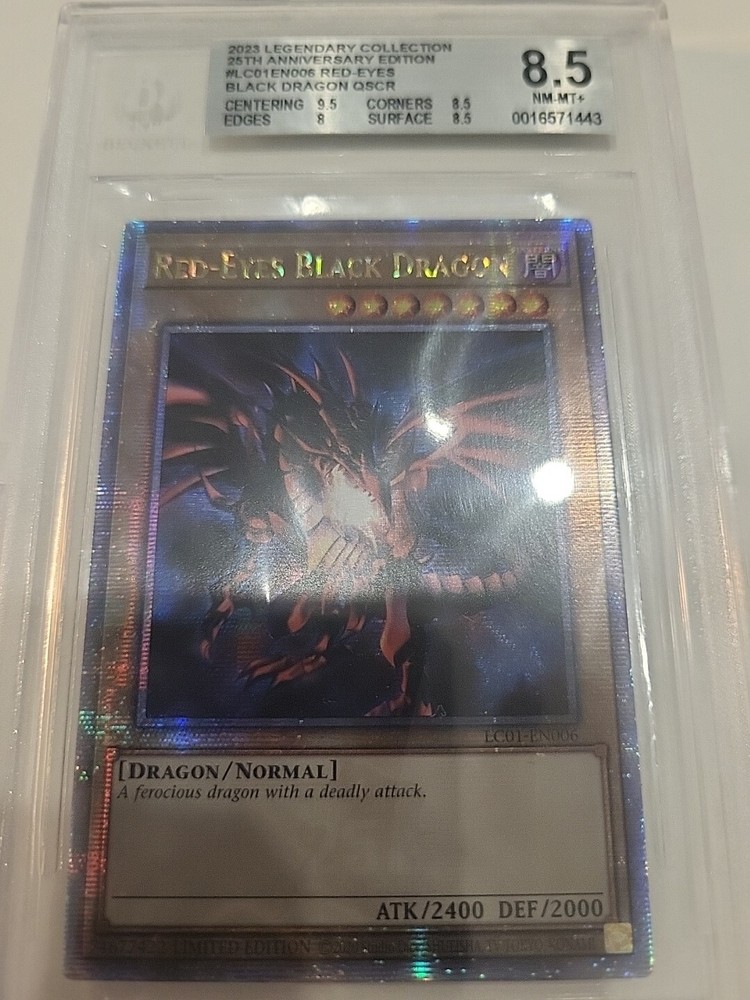 2023 LEGENDARY COLLECTION
25TH ANNIVERSARY EDITION
#LC01EN006 RED-EYES
BLACK DRAGON QSCR
CENTERING 9.5 CORNERS 8.5
EDGES 8 SURFACE 8.5
8.5
NM-MT+
0016571443
BECKETT
RED-EYES BLACK DRAGON
闇
LC01-EN006
[DRAGON/NORMAL]
A ferocious dragon with a deadly attack.
ATK/2400 DEF/2000
LIMITED EDITION